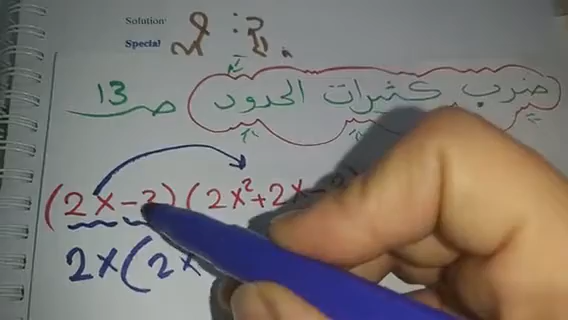 Solution
Special
ضرب كثيرات الحدود ص 13
(2x-3)(2x²+2x
2x(2x